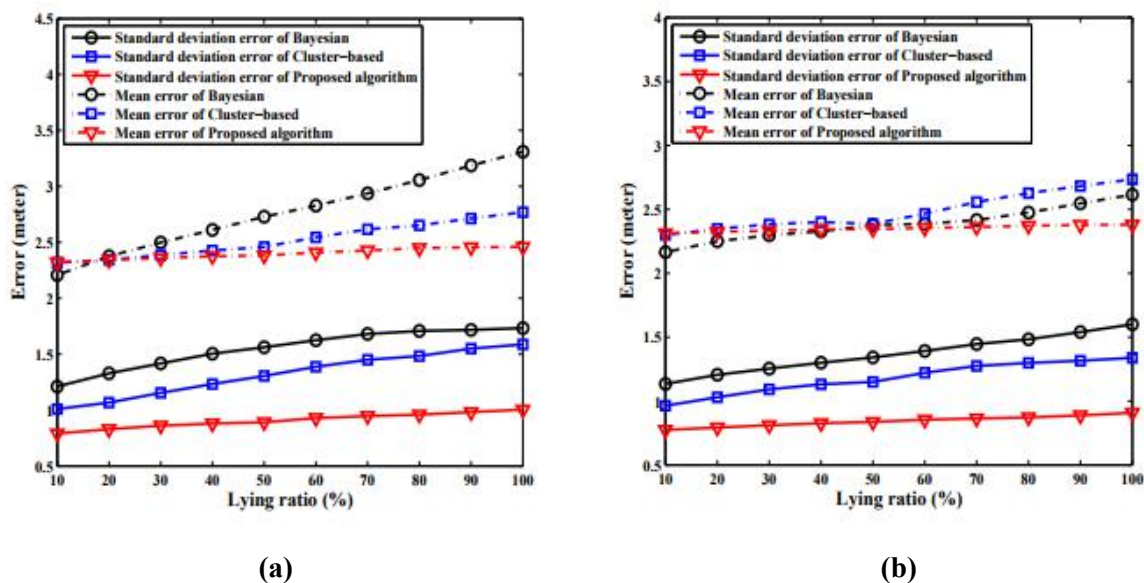 4.5
4
3.5
3
2.5
2
1.5
1
0.5
Error (meter)
Standard deviation error of Bayesian
Standard deviation error of Cluster−based
Standard deviation error of Proposed algorithm
Mean error of Bayesian
Mean error of Cluster−based
Mean error of Proposed algorithm
10 20 30 40 50 60 70 80 90 100
Lying ratio (%)
(a)
4
3.5
3
2.5
2
1.5
1
0.5
Error (meter)
Standard deviation error of Bayesian
Standard deviation error of Cluster−based
Standard deviation error of Proposed algorithm
Mean error of Bayesian
Mean error of Cluster−based
Mean error of Proposed algorithm
10 20 30 40 50 60 70 80 90 100
Lying ratio (%)
(b)